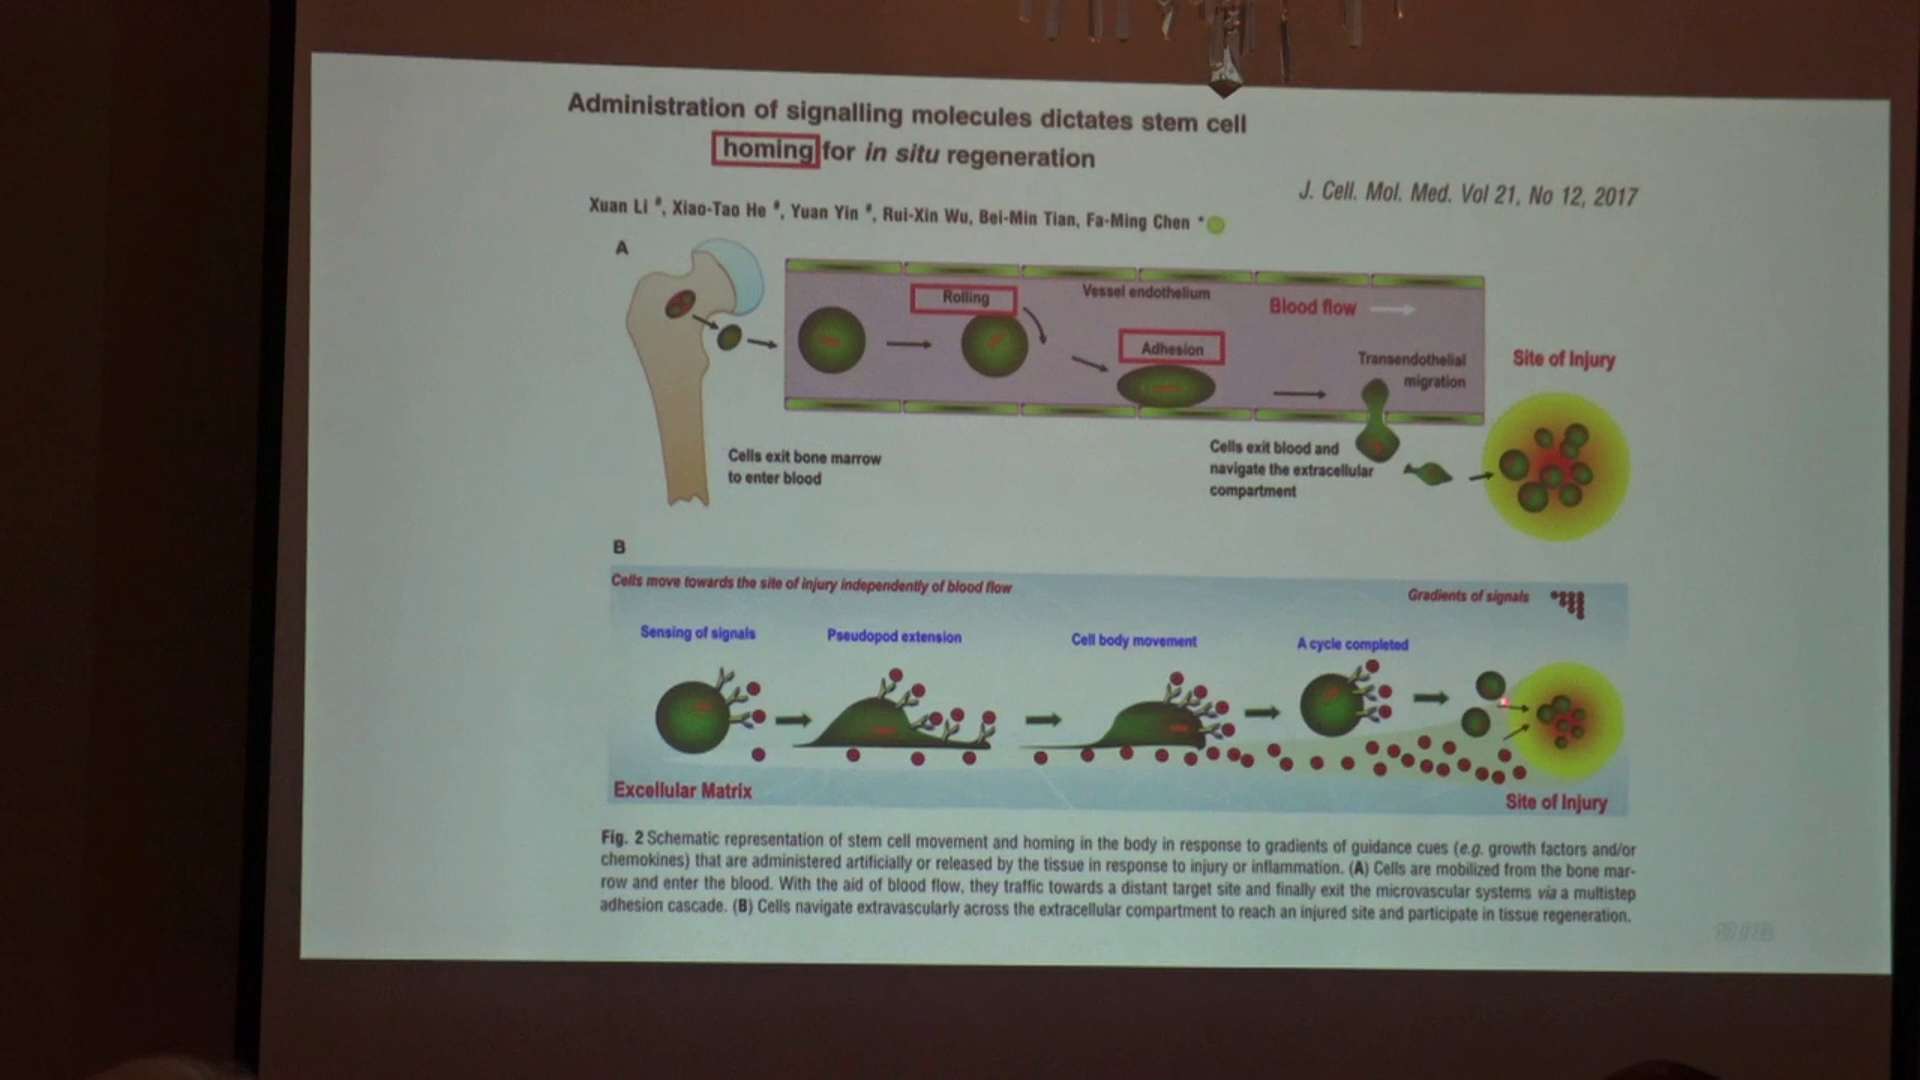 Administration of signalling molecules dictates stem cell
homing for in situ regeneration
J. Cell. Mol. Med. Vol 21, No 12, 2017
Xuan Li #, Xiao-Tao He #, Yuan Yin #, Rui-Xin Wu, Bei-Min Tian, Fa-Ming Chen *
A
Rolling
Vessel endothelium
Blood flow
Adhesion
Transendothelial
migration
Site of Injury
Cells exit bone marrow
to enter blood
Cells exit blood and
navigate the extracellular
compartment
B
Cells move towards the site of injury independently of blood flow
Gradients of signals
Sensing of signals
Pseudopod extension
Cell body movement
A cycle completed
Excellular Matrix
Site of Injury
Fig. 2 Schematic representation of stem cell movement and homing in the body in response to gradients of guidance cues (e.g. growth factors and/or
chemokines) that are administered artificially or released by the tissue in response to injury or inflammation. (A) Cells are mobilized from the bone mar-
row and enter the blood. With the aid of blood flow, they traffic towards a distant target site and finally exit the microvascular systems via a multistep
adhesion cascade. (B) Cells navigate extravascularly across the extracellular compartment to reach an injured site and participate in tissue regeneration.